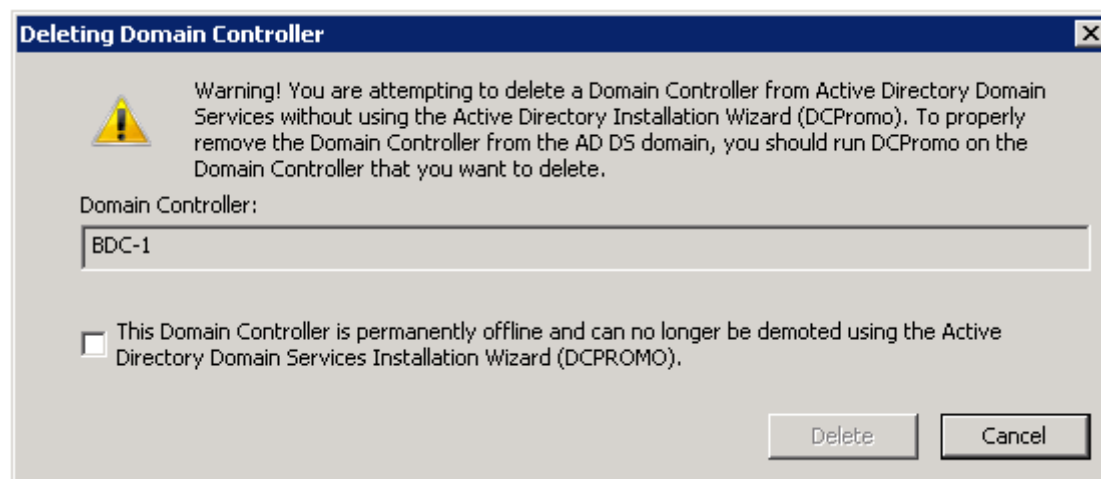 Deleting Domain Controller
Warning! You are attempting to delete a Domain Controller from Active Directory Domain
Services without using the Active Directory Installation Wizard (DCPromo). To properly
remove the Domain Controller from the AD DS domain, you should run DCPromo on the
Domain Controller that you want to delete.
Domain Controller:
BDC-1
This Domain Controller is permanently offline and can no longer be demoted using the Active
Directory Domain Services Installation Wizard (DCPROMO).
Delete
Cancel